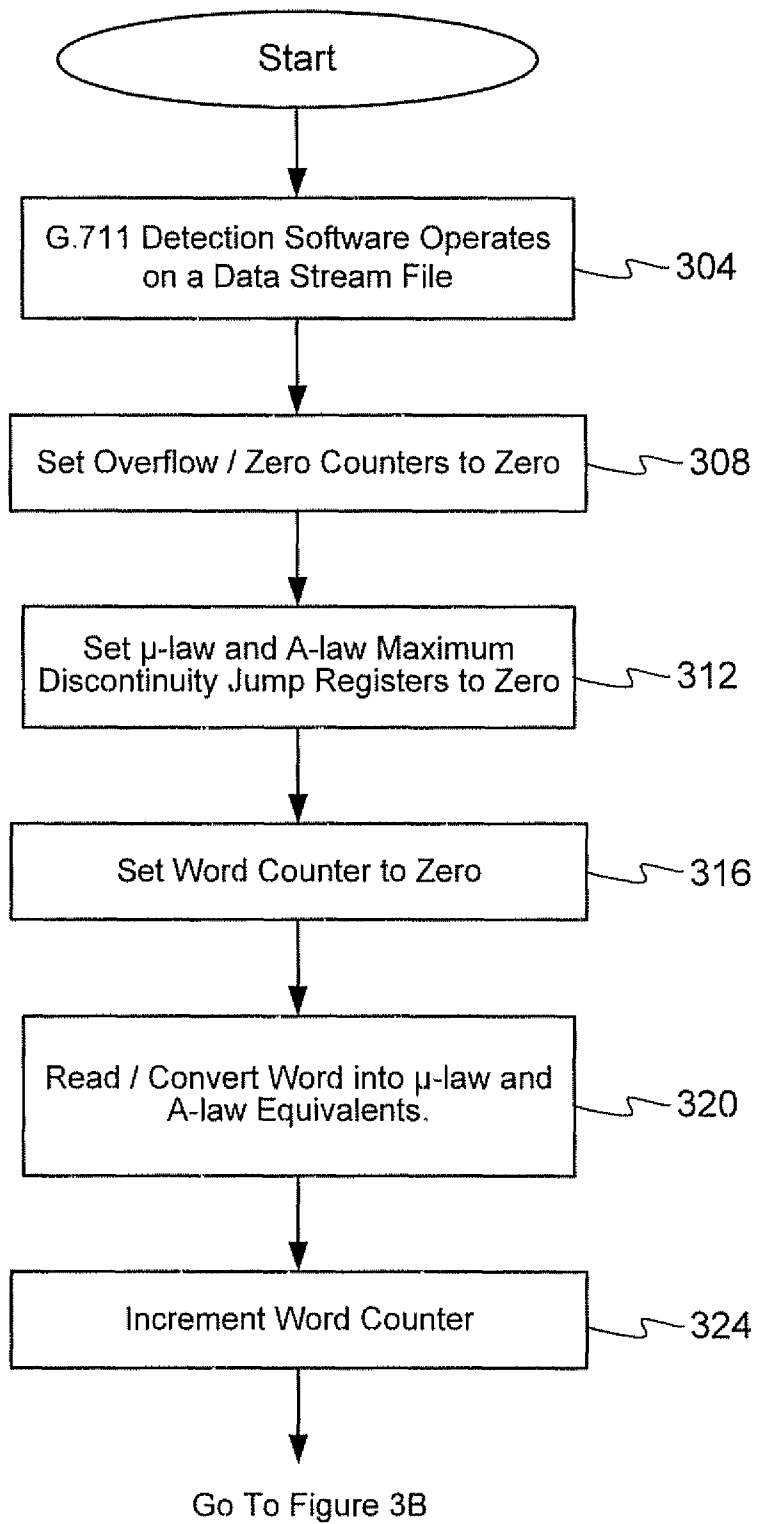 Start
G.711 Detection Software Operates
on a Data Stream File
304
Set Overflow / Zero Counters to Zero
308
Set µ-law and A-law Maximum
Discontinuity Jump Registers to Zero
312
Set Word Counter to Zero
316
Read / Convert Word into µ-law and
A-law Equivalents.
320
Increment Word Counter
324
Go To Figure 3B